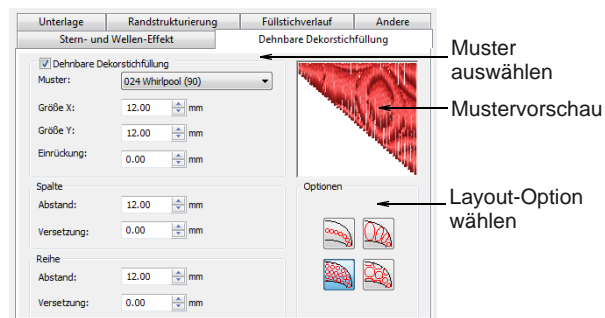 Unterlage Randstrukturierung Füllstichverlauf Andere
Stern- und Wellen-Effekt Dehnbare Dekorstichfüllung
Dehnbare Dekorstichfüllung
Muster: 024 Whirlpool (90)
Größe X: 12.00 mm
Größe Y: 12.00 mm
Einrückung: 0.00 mm
Spalte
Abstand: 12.00 mm
Versetzung: 0.00 mm
Reihe
Abstand: 12.00 mm
Versetzung: 0.00 mm
Optionen
Muster
auswählen
Mustervorschau
Layout-Option
wählen